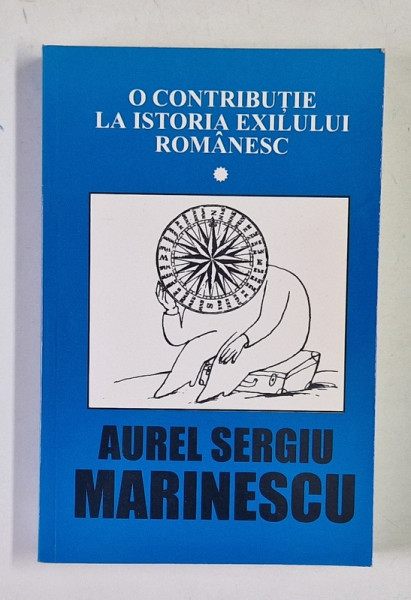 O CONTRIBUȚIE
LA ISTORIA EXILULUI
ROMÂNESC
AUREL SERGIU
MARINESCU